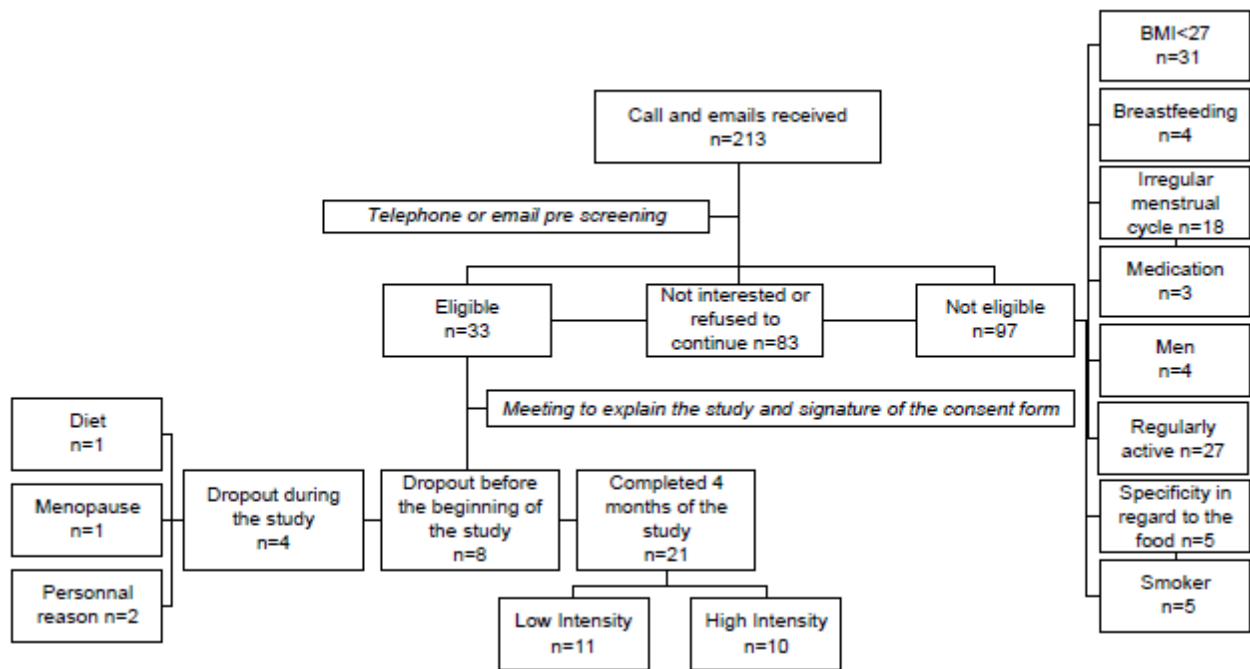 Call and emails received
n=213
Telephone or email pre screening
Eligible
n=33
Not interested or
refused to
continue n=83
Not eligible
n=97
BMI<27
n=31
Breastfeeding
n=4
Irregular
menstrual
cycle n=18
Medication
n=3
Men
n=4
Regularly
active n=27
Specificity in
regard to the
food n=5
Smoker
n=5
Meeting to explain the study and signature of the consent form
Diet
n=1
Menopause
n=1
Personnal
reason n=2
Dropout during
the study
n=4
Dropout before
the beginning of
the study
n=8
Completed 4
months of the
study
n=21
Low Intensity
n=11
High Intensity
n=10